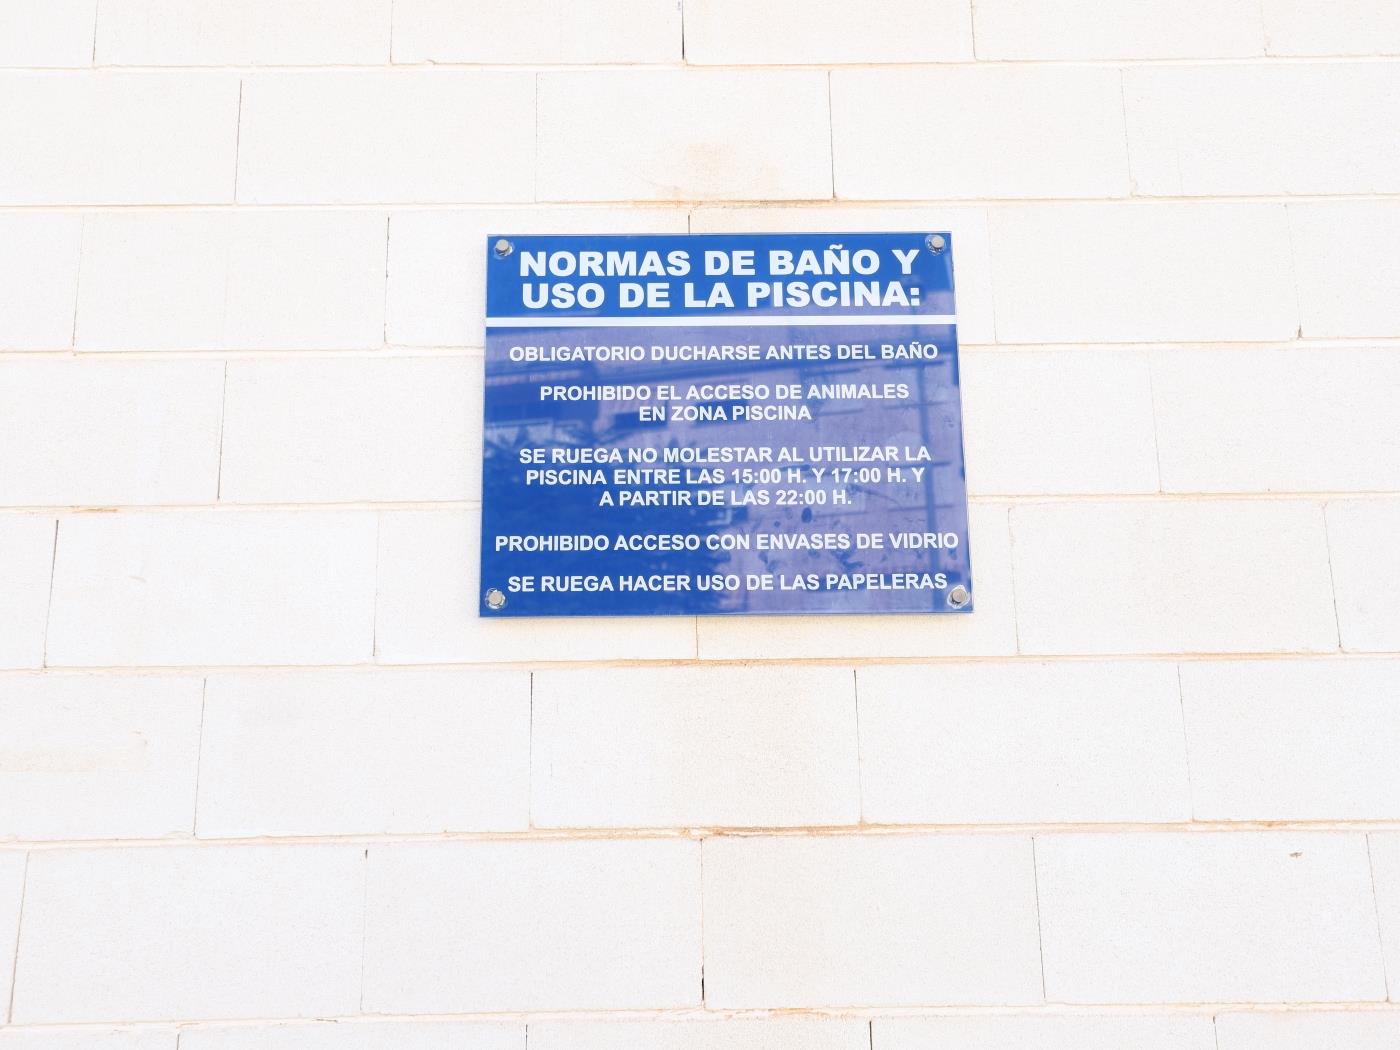 NORMAS DE BAÑO Y
USO DE LA PISCINA:
OBLIGATORIO DUCHARSE ANTES DEL BAÑO
PROHIBIDO EL ACCESO DE ANIMALES
EN ZONA PISCINA
SE RUEGA NO MOLESTAR AL UTILIZAR LA
PISCINA ENTRE LAS 15:00 H. Y 17:00 H. Y
A PARTIR DE LAS 22:00 H.
PROHIBIDO ACCESO CON ENVASES DE VIDRIO
SE RUEGA HACER USO DE LAS PAPELERAS